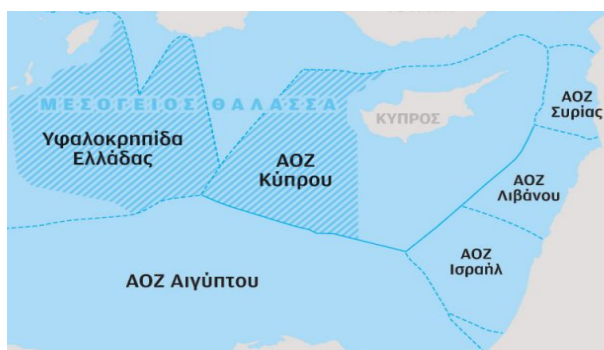 ΜΕΣΟΓΕΙΟΣ ΘΑΛΑΣΣΑ
Υφαλοκρηπίδα
Ελλάδας
ΑΟΖ
Κύπρου
ΚΥΠΡΟΣ
ΑΟΖ
Συρίας
ΑΟΖ
Λιβάνου
ΑΟΖ
Ισραήλ
ΑΟΖ Αιγύπτου